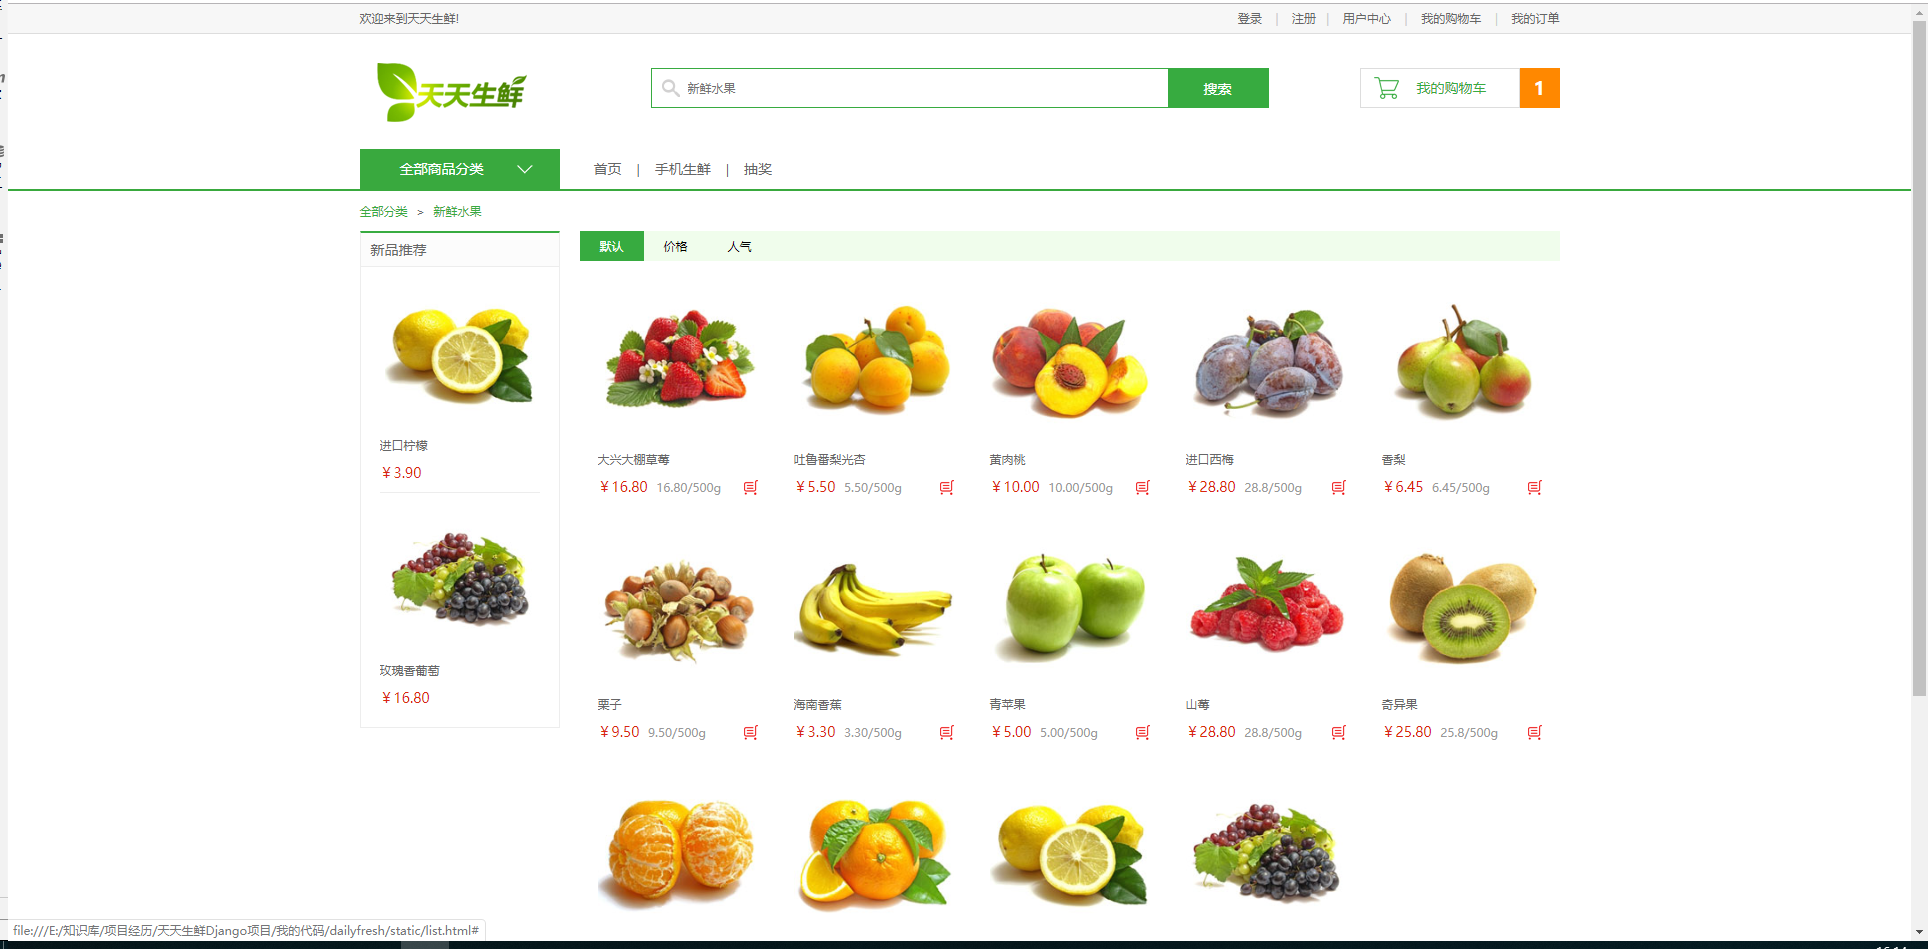 欢迎来到天天生鲜!
登录 | 注册 | 用户中心 | 我的购物车 | 我的订单
天天生鲜
新鲜水果
搜索
我的购物车
1
全部商品分类
首页 | 手机生鲜 | 抽奖
全部分类 > 新鲜水果
新品推荐
进口柠檬
￥3.90
玫瑰香葡萄
￥16.80
默认 价格 人气
大兴大棚草莓 吐鲁番梨光杏 黄肉桃 进口西梅 香梨
￥16.80 16.80/500g ￥5.50 5.50/500g ￥10.00 10.00/500g ￥28.80 28.8/500g ￥6.45 6.45/500g
栗子 海南香蕉 青苹果 山莓 奇异果
￥9.50 9.50/500g ￥3.30 3.30/500g ￥5.00 5.00/500g ￥28.80 28.8/500g ￥25.80 25.8/500g
file:///E:/知识库/项目经历/天天生鲜Django项目/我的代码/dailyfresh/static/list.html#